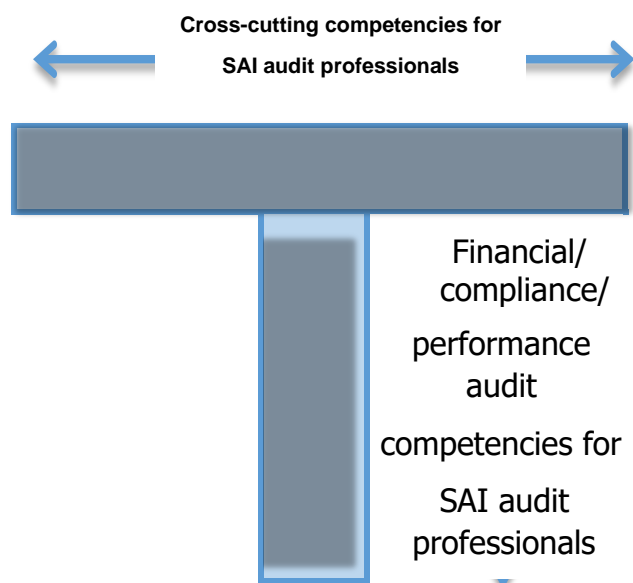 Cross-cutting competencies for
SAI audit professionals
Financial/
compliance/
performance
audit
competencies for
SAI audit
professionals